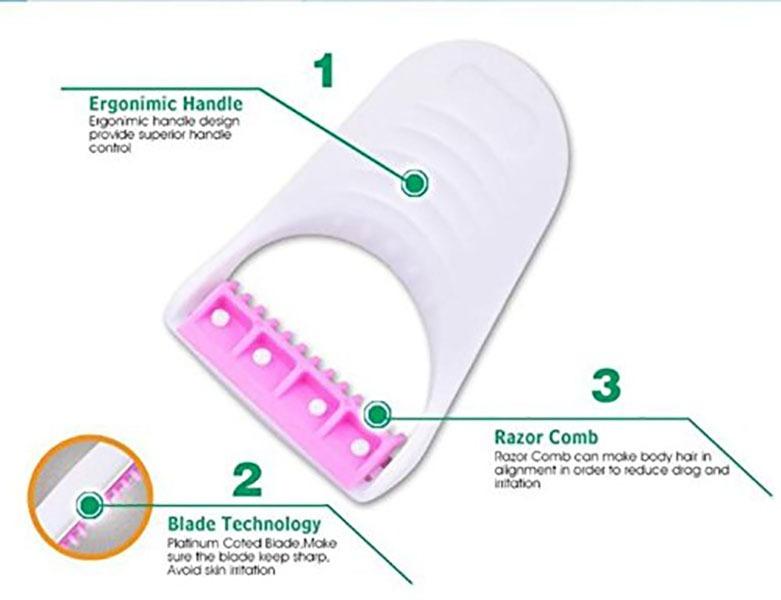 1
Ergonimic Handle
Ergonimic handle design
provide superior handle
control
2
Blade Technology
Platinum Coted Blade,Make
sure the blade keep sharp,
Avoid skin irritation
3
Razor Comb
Razor Comb can make body hair in
alignment in order to reduce drag and
irritation